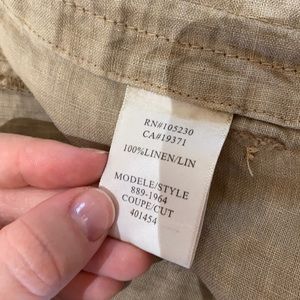 RN#105230
CA#19371
100%LINEN/LIN
MODELE/STYLE
889-1964
COUPE/CUT
401454